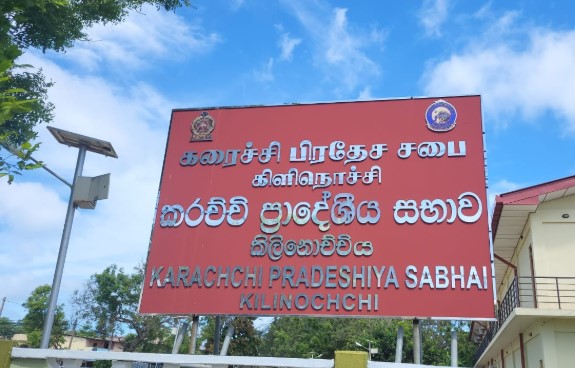 கரைச்சி பிரதேச சபை
கிளிநொச்சி
කරච්චි ප්‍රාදේශීය සභාව
කිලිනොච්චිය
KARACHCHI PRADESHIYA SABHAI
KILINOCHCHI